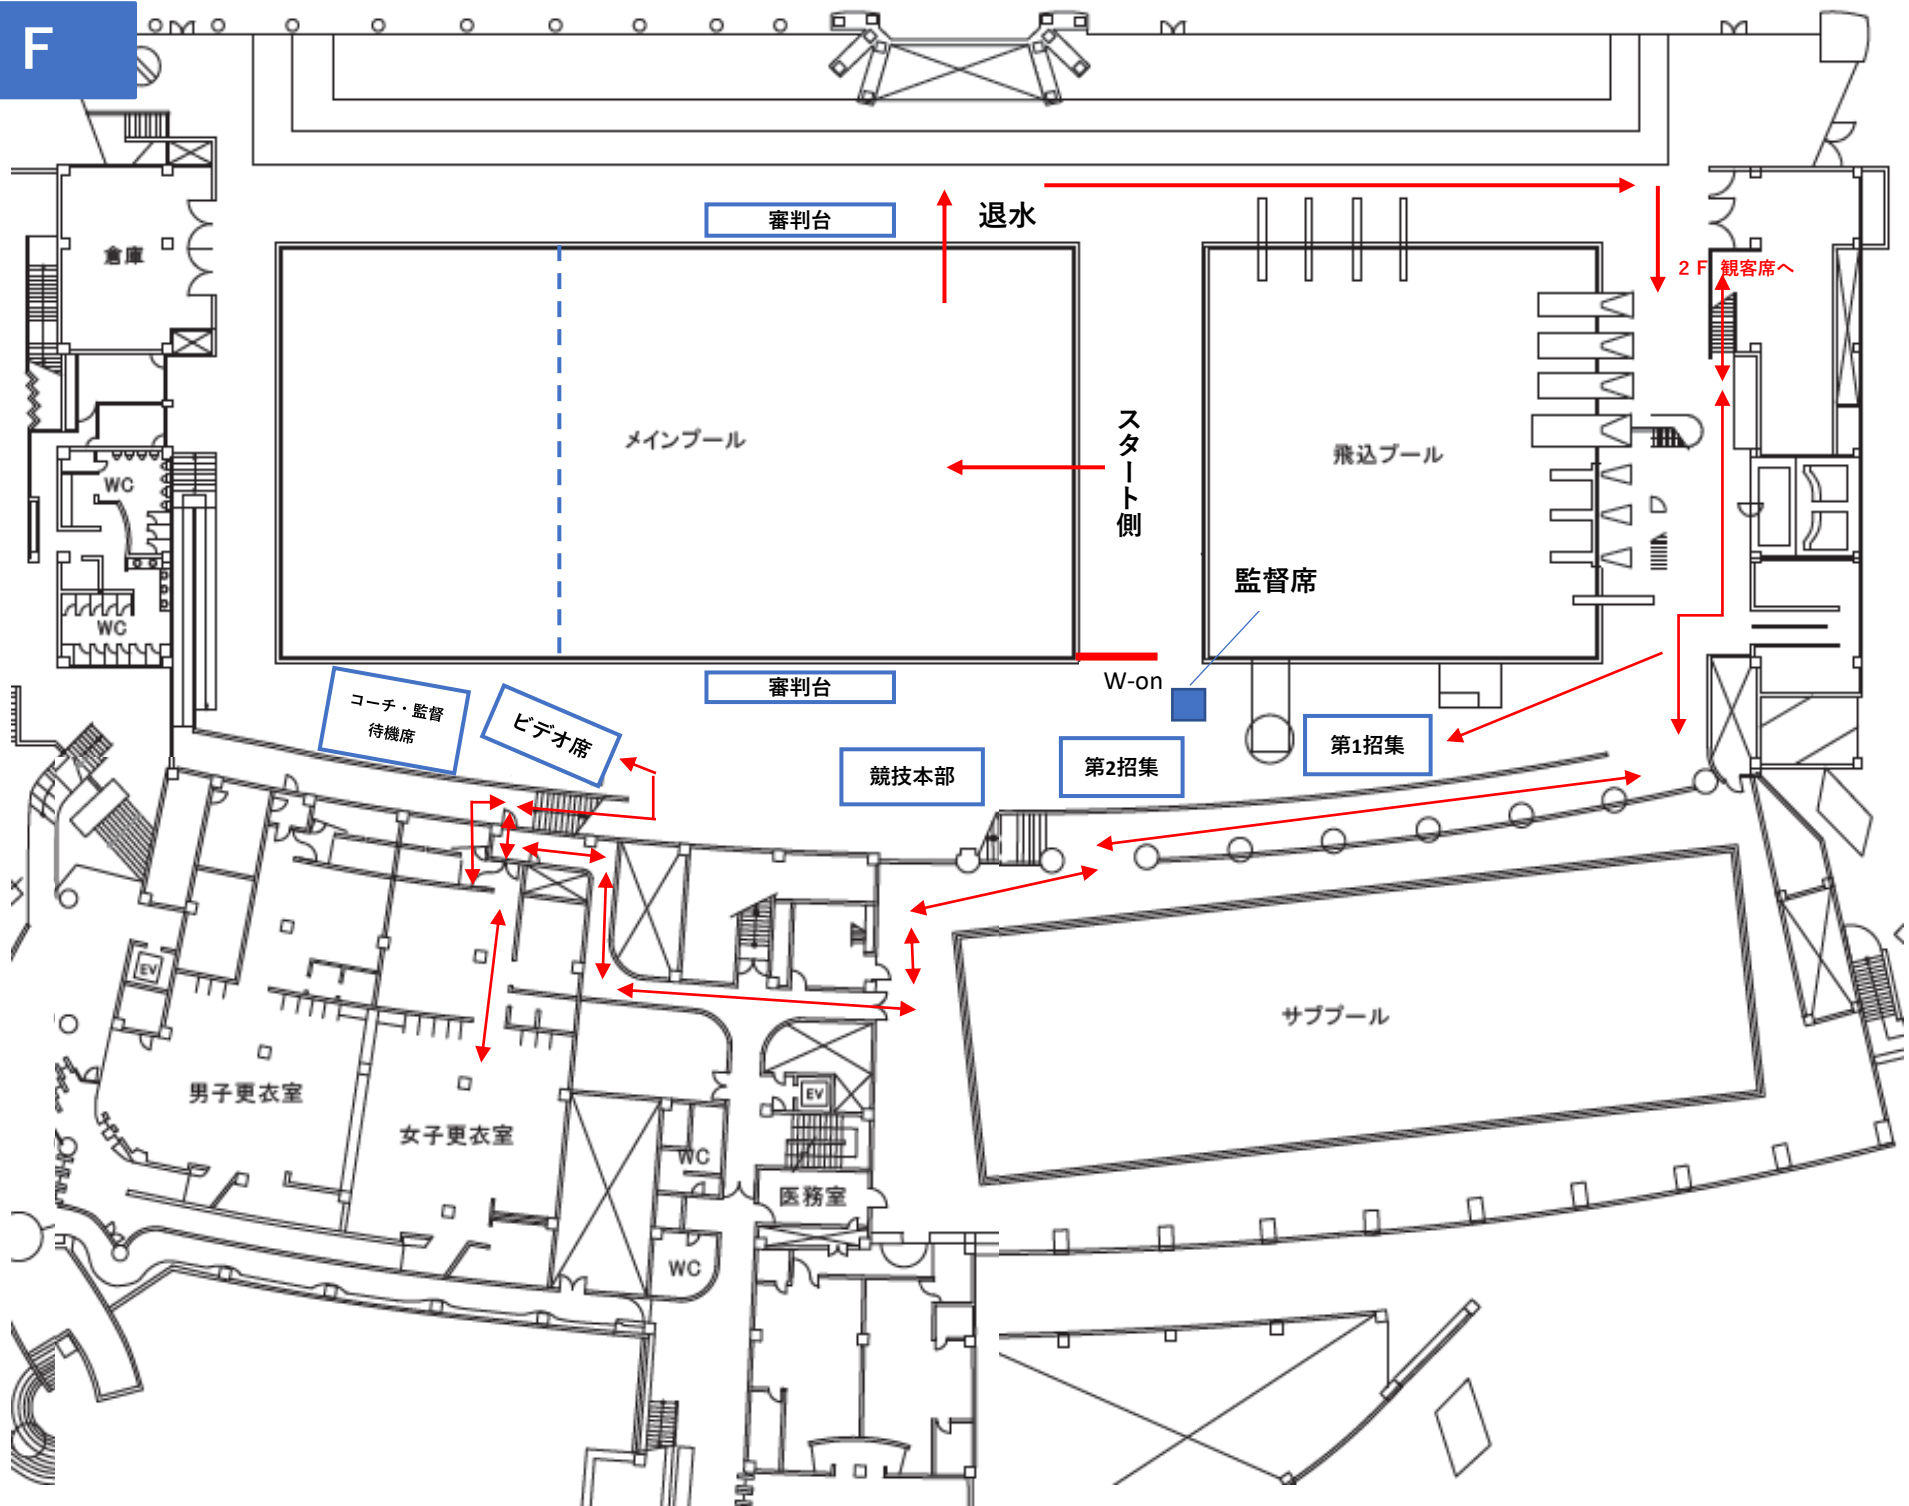 F
審判台
退水
倉庫
２Ｆ 観客席へ
メインプール
スタート側
飛込プール
WC
監督席
WC
W-on
審判台
コーチ・監督
待機席
ビデオ席
第1招集
第2招集
競技本部
EV
サブプール
男子更衣室
EV
女子更衣室
WC
医務室
WC